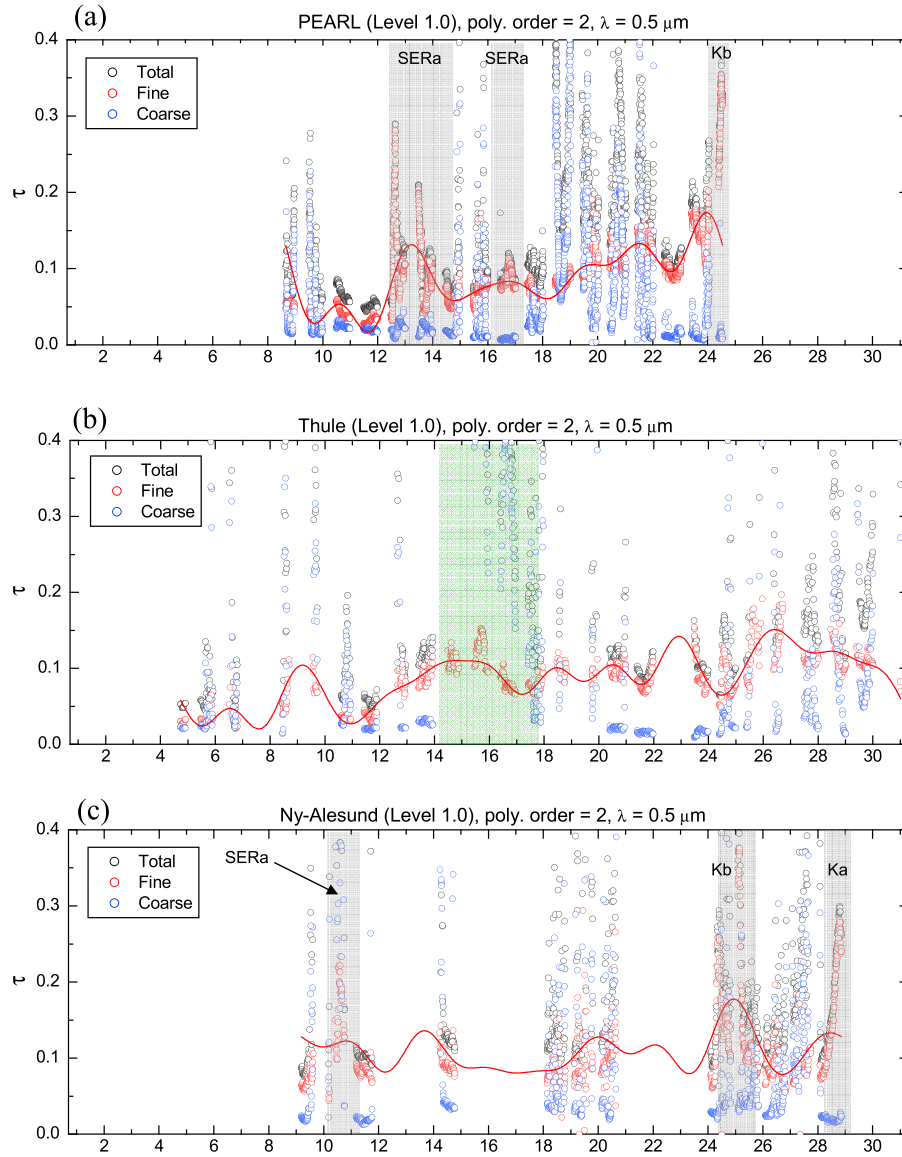 (a)
PEARL (Level 1.0), poly. order = 2, λ = 0.5 μm
0.4
0.3
0.2
0.1
0.0
τ
Total
Fine
Coarse
SERa
SERa
Kb
2 4 6 8 10 12 14 16 18 20 22 24 26 28 30
(b)
Thule (Level 1.0), poly. order = 2, λ = 0.5 μm
0.4
0.3
0.2
0.1
0.0
τ
Total
Fine
Coarse
2 4 6 8 10 12 14 16 18 20 22 24 26 28 30
(c)
Ny-Alesund (Level 1.0), poly. order = 2, λ = 0.5 μm
0.4
0.3
0.2
0.1
0.0
τ
Total
Fine
Coarse
SERa
Kb
Ka
2 4 6 8 10 12 14 16 18 20 22 24 26 28 30